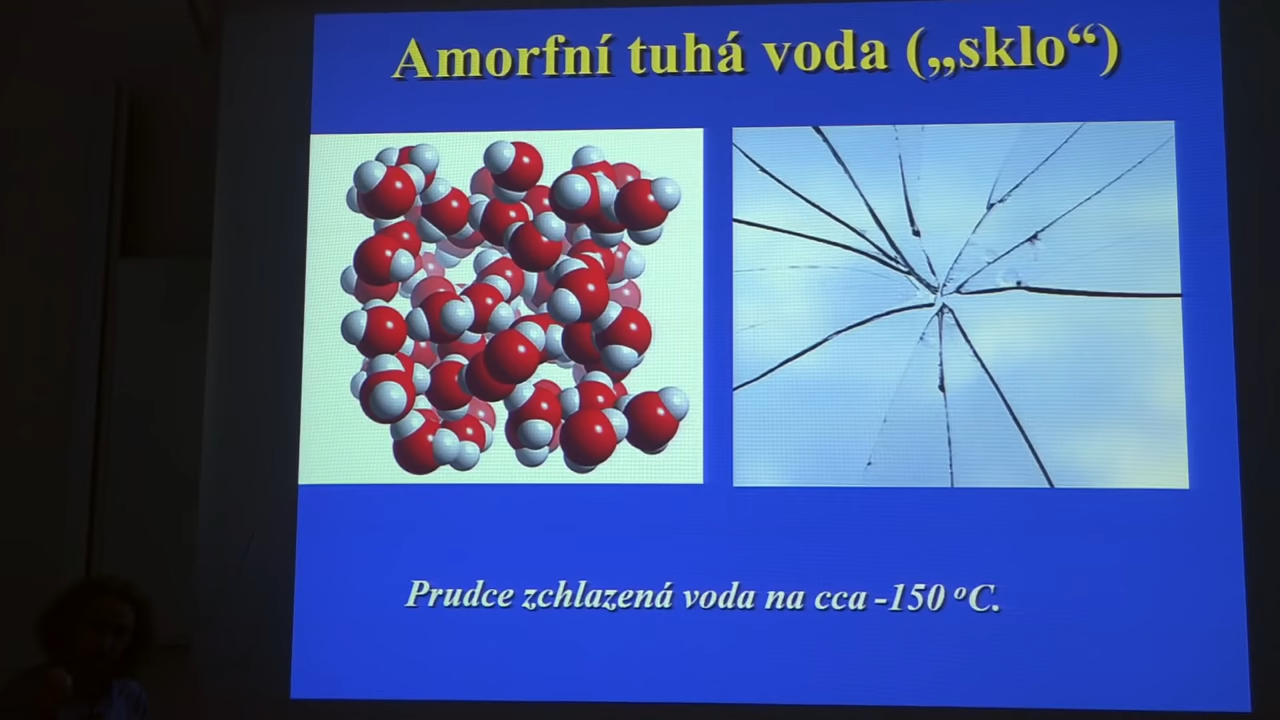 Amorfní tuhá voda („sklo“)
Prudce zchlazená voda na cca -150 °C.